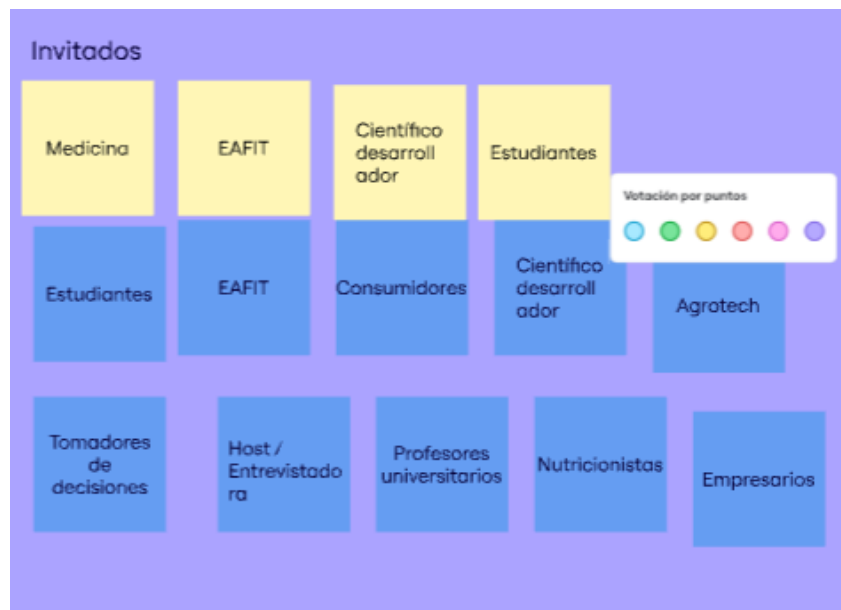 Invitados
Medicina
EAFIT
Científico
desarroll
ador
Estudiantes
Votación por puntos
Estudiantes
EAFIT
Consumidores
Científico
desarroll
ador
Agrotech
Tomadores
de
decisiones
Host /
Entrevistado
ra
Profesores
universitarios
Nutricionistas
Empresarios